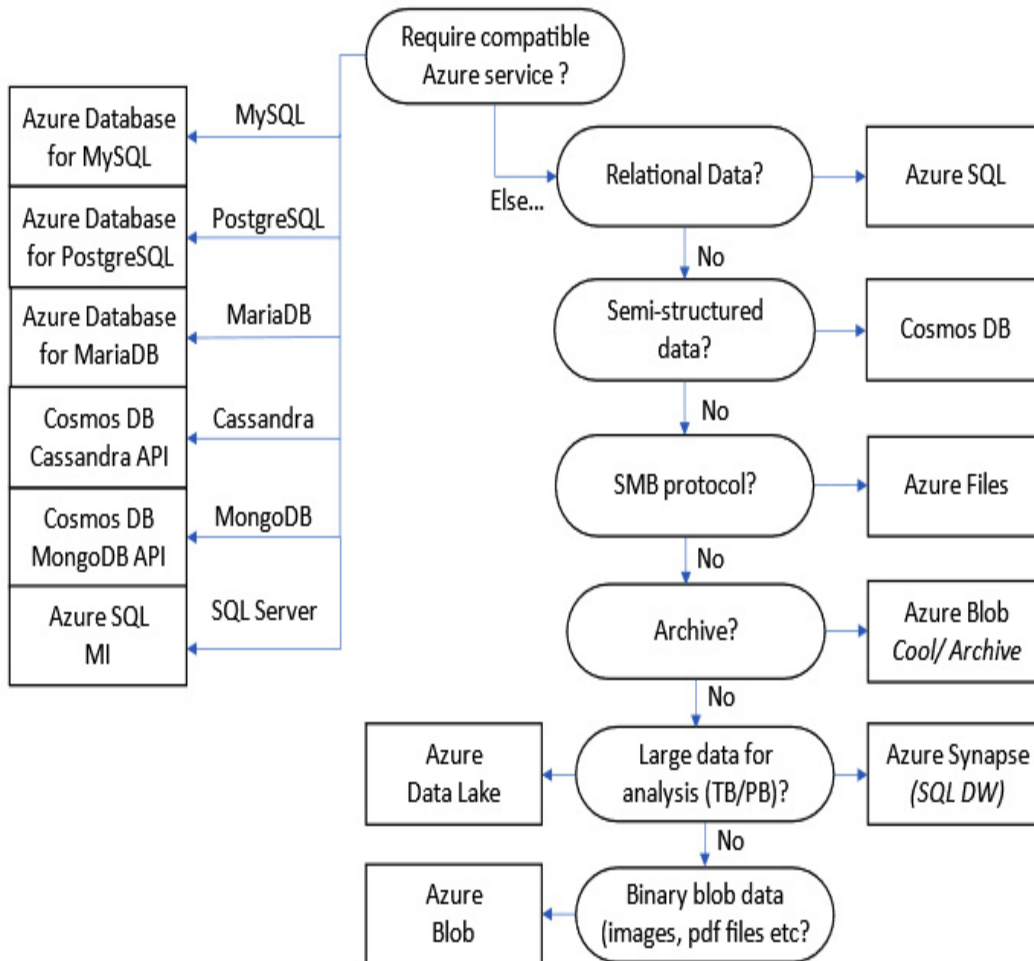 Require compatible
Azure service ?
Azure Database
for MySQL
MySQL
Relational Data?
Azure SQL
Else...
Azure Database
for PostgreSQL
PostgreSQL
No
Semi-structured
data?
Cosmos DB
Azure Database
for MariaDB
MariaDB
No
Cosmos DB
Cassandra API
Cassandra
SMB protocol?
Azure Files
Cosmos DB
MongoDB API
MongoDB
No
Azure SQL
MI
SQL Server
Archive?
Azure Blob
Cool/ Archive
No
Azure
Data Lake
Large data for
analysis (TB/PB)?
Azure Synapse
(SQL DW)
No
Azure
Blob
Binary blob data
(images, pdf files etc?